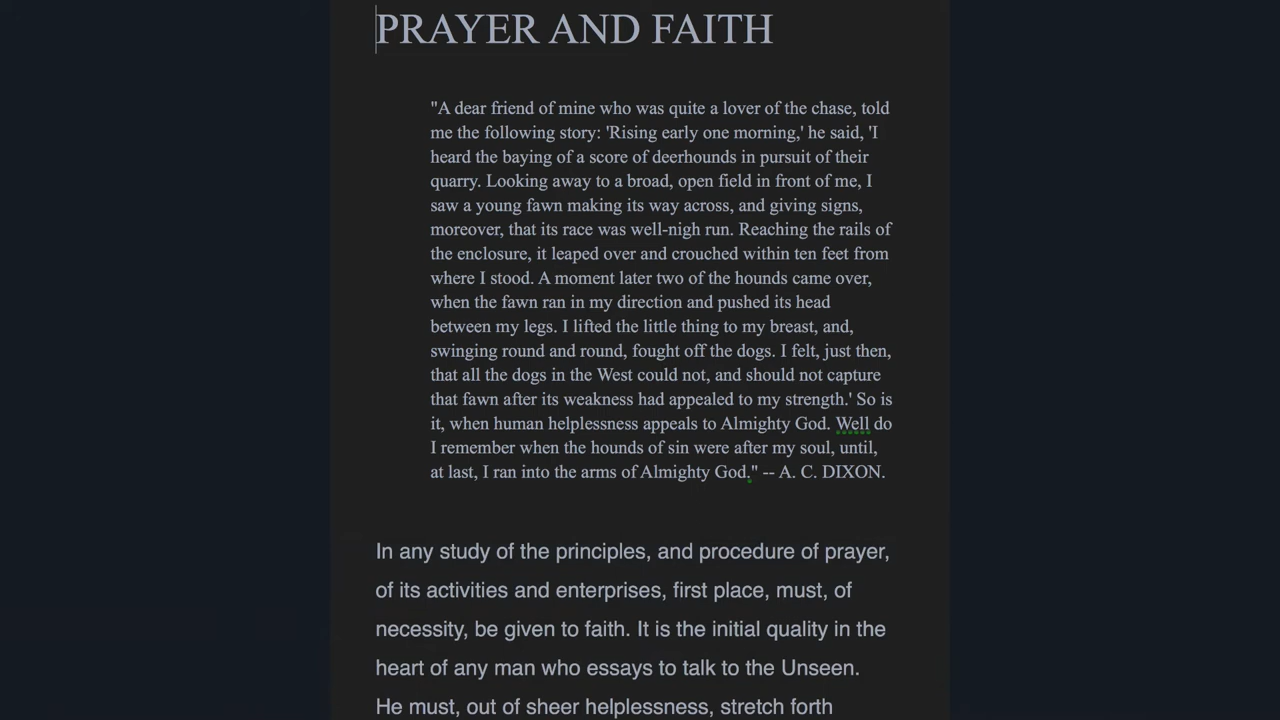 PRAYER AND FAITH
"A dear friend of mine who was quite a lover of the chase, told
me the following story: 'Rising early one morning,' he said, 'I
heard the baying of a score of deerhounds in pursuit of their
quarry. Looking away to a broad, open field in front of me, I
saw a young fawn making its way across, and giving signs,
moreover, that its race was well-nigh run. Reaching the rails of
the enclosure, it leaped over and crouched within ten feet from
where I stood. A moment later two of the hounds came over,
when the fawn ran in my direction and pushed its head
between my legs. I lifted the little thing to my breast, and,
swinging round and round, fought off the dogs. I felt, just then,
that all the dogs in the West could not, and should not capture
that fawn after its weakness had appealed to my strength.' So is
it, when human helplessness appeals to Almighty God. Well do
I remember when the hounds of sin were after my soul, until,
at last, I ran into the arms of Almighty God." -- A. C. DIXON.
In any study of the principles, and procedure of prayer,
of its activities and enterprises, first place, must, of
necessity, be given to faith. It is the initial quality in the
heart of any man who essays to talk to the Unseen.
He must, out of sheer helplessness, stretch forth